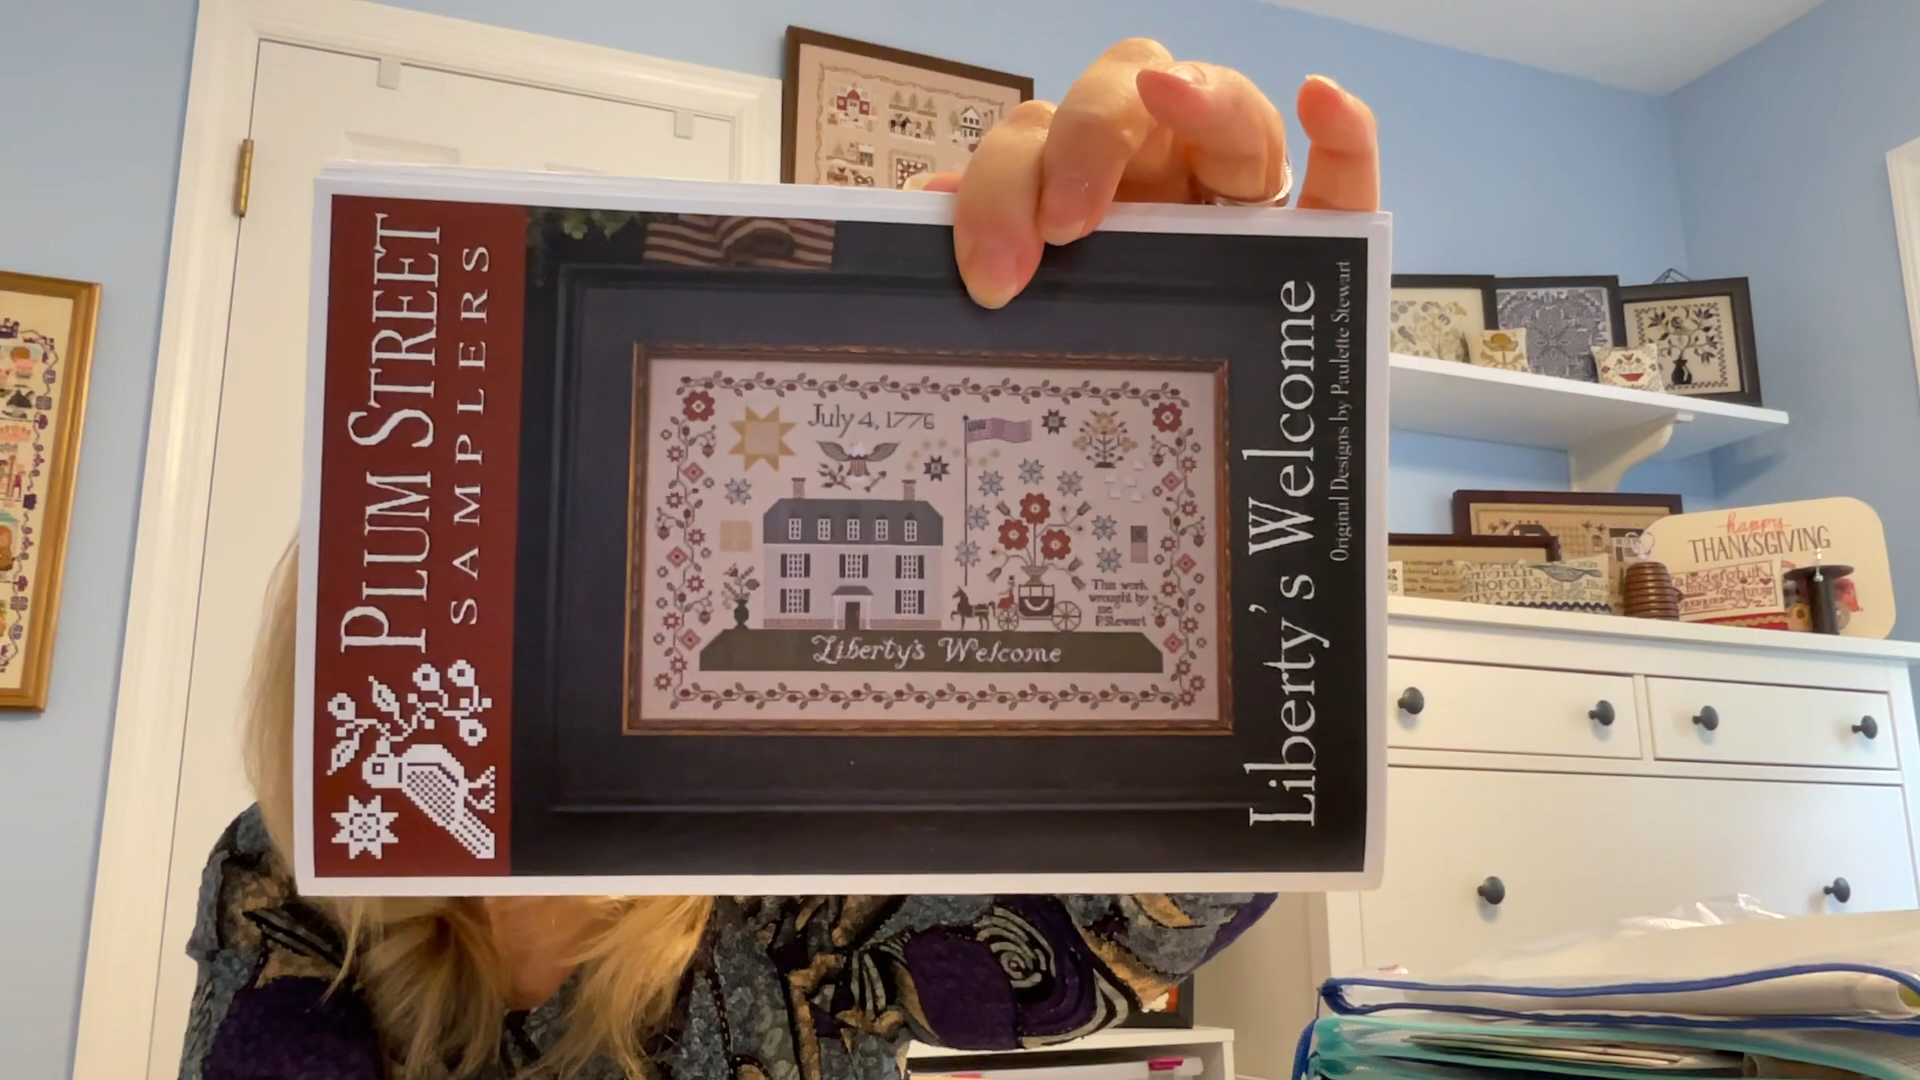 PLUM STREET
SAMPLERS
July 4, 1776
This work
wrought by
me
P. Stewart
Liberty's Welcome
Liberty's Welcome
Original Designs by Paulette Stewart
happy
THANKSGIVING